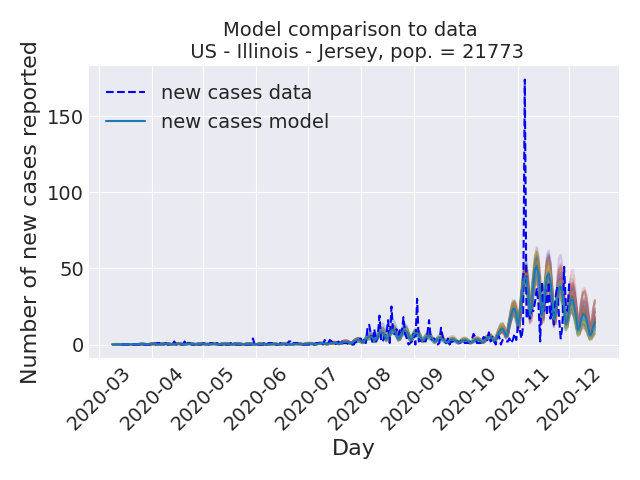 Model comparison to data
US - Illinois - Jersey, pop. = 21773
Number of new cases reported
new cases data
new cases model
150
100
50
0
2020-03
2020-04
2020-05
2020-06
2020-07
2020-08
2020-09
2020-10
2020-11
2020-12
Day